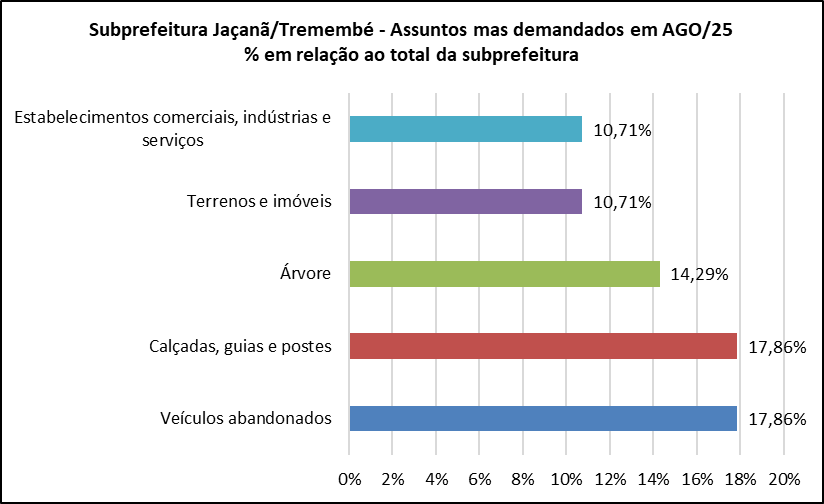 Subprefeitura Jaçanã/Tremembé - Assuntos mas demandados em AGO/25
% em relação ao total da subprefeitura
Estabelecimentos comerciais, indústrias e
serviços
10,71%
Terrenos e imóveis
10,71%
Árvore
14,29%
Calçadas, guias e postes
17,86%
Veículos abandonados
17,86%
0% 2% 4% 6% 8% 10% 12% 14% 16% 18% 20%